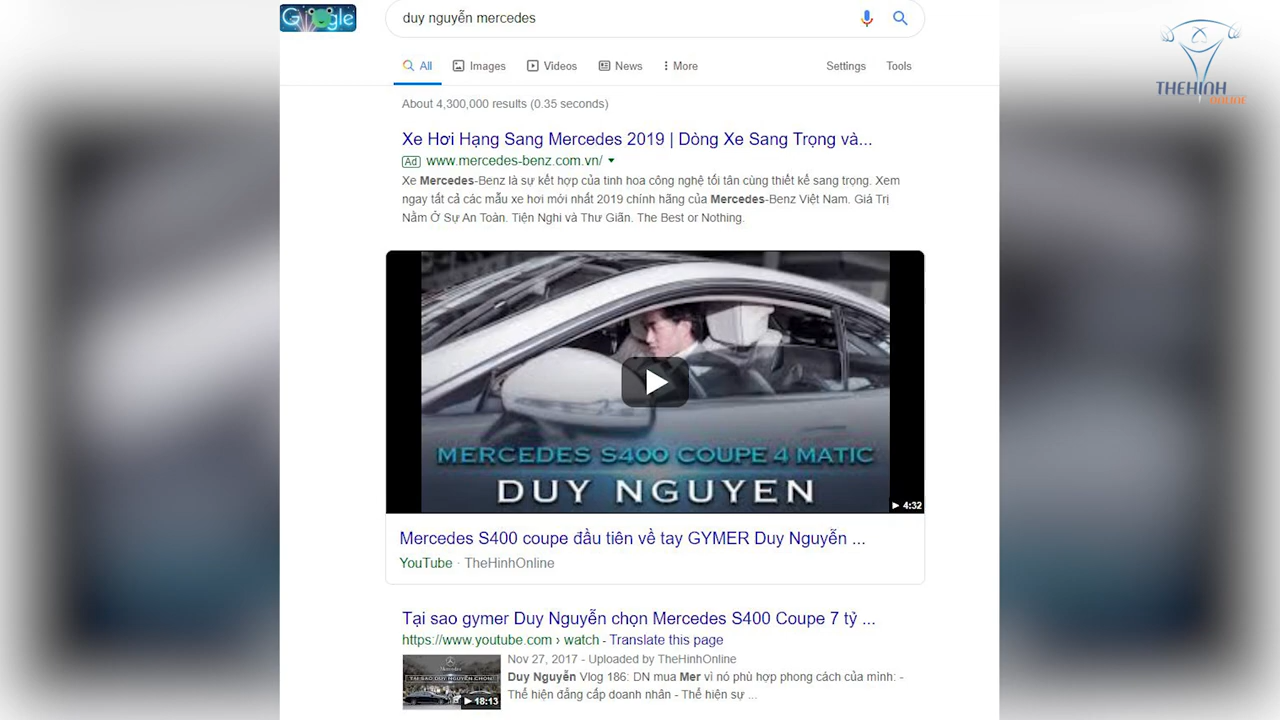 Google
duy nguyễn mercedes
THEHINH
ONLINE
All Images Videos News More Settings Tools
About 4,300,000 results (0.35 seconds)
Xe Hơi Hạng Sang Mercedes 2019 | Dòng Xe Sang Trọng và...
Ad www.mercedes-benz.com.vn/
Xe Mercedes-Benz là sự kết hợp của tinh hoa công nghệ tối tân cùng thiết kế sang trọng. Xem
ngay tất cả các mẫu xe hơi mới nhất 2019 chính hãng của Mercedes-Benz Việt Nam. Giá Trị
Nằm Ở Sự An Toàn. Tiện Nghi và Thư Giãn. The Best or Nothing.
MERCEDES S400 COUPE 4 MATIC
DUY NGUYEN
4:32
Mercedes S400 coupe đầu tiên về tay GYMER Duy Nguyễn ...
YouTube · TheHinhOnline
Tại sao gymer Duy Nguyễn chọn Mercedes S400 Coupe 7 tỷ ...
https://www.youtube.com › watch - Translate this page
Nov 27, 2017 - Uploaded by TheHinhOnline
Duy Nguyễn Vlog 186: DN mua Mer vì nó phù hợp phong cách của mình: -
Thể hiện đẳng cấp doanh nhân - Thể hiện sự ...
TẠI SAO DUY NGUYỄN CHỌN
18:13